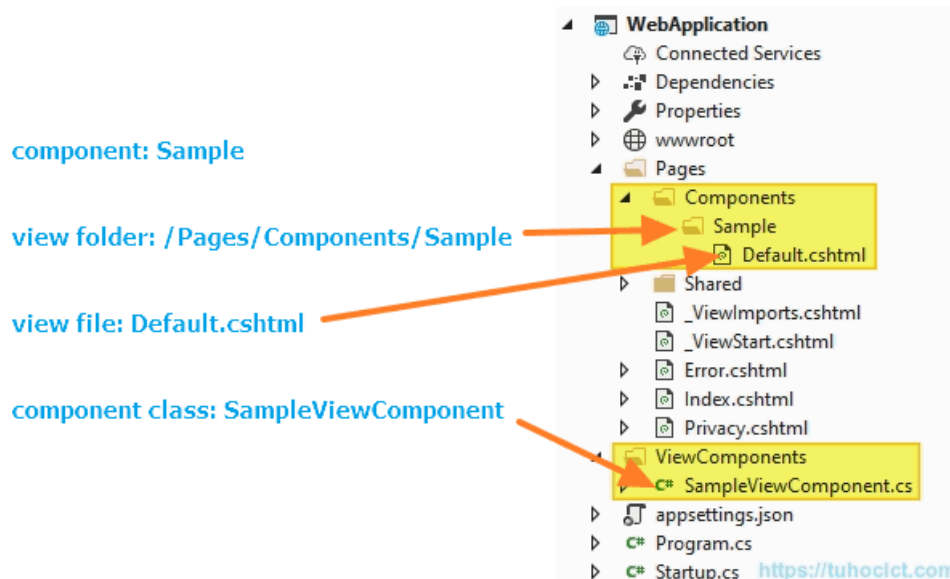 WebApplication
Connected Services
Dependencies
Properties
wwwroot
Pages
Components
Sample
Default.cshtml
Shared
_ViewImports.cshtml
_ViewStart.cshtml
Error.cshtml
Index.cshtml
Privacy.cshtml
ViewComponents
C# SampleViewComponent.cs
appsettings.json
C# Program.cs
C# Startup.cs
component: Sample
view folder: /Pages/Components/Sample
view file: Default.cshtml
component class: SampleViewComponent
https://tuhocict.com